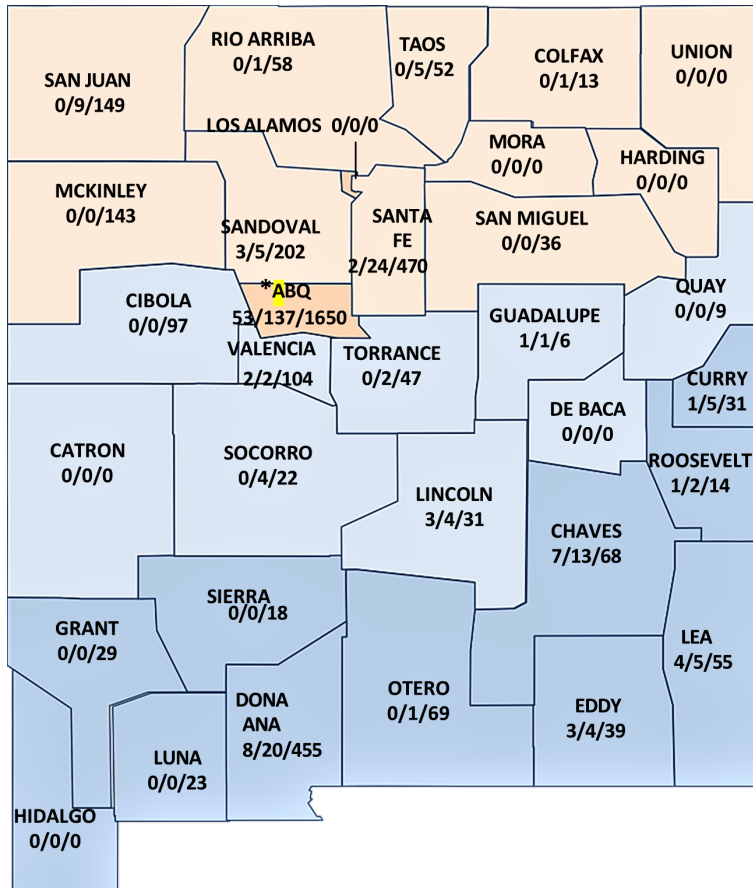 RIO ARRIBA
0/1/58
TAOS
0/5/52
COLFAX
0/1/13
UNION
0/0/0
SAN JUAN
0/9/149
LOS ALAMOS 0/0/0
MORA
0/0/0
HARDING
0/0/0
MCKINLEY
0/0/143
SANDOVAL
3/5/202
SANTA
FE
2/24/470
SAN MIGUEL
0/0/36
*ABQ
53/137/1650
CIBOLA
0/0/97
QUAY
0/0/9
GUADALUPE
1/1/6
VALENCIA
2/2/104
TORRANCE
0/2/47
CURRY
1/5/31
DE BACA
0/0/0
CATRON
0/0/0
SOCORRO
0/4/22
ROOSEVELT
1/2/14
LINCOLN
3/4/31
CHAVES
7/13/68
SIERRA
0/0/18
GRANT
0/0/29
LEA
4/5/55
OTERO
0/1/69
DONA
ANA
8/20/455
EDDY
3/4/39
LUNA
0/0/23
HIDALGO
0/0/0